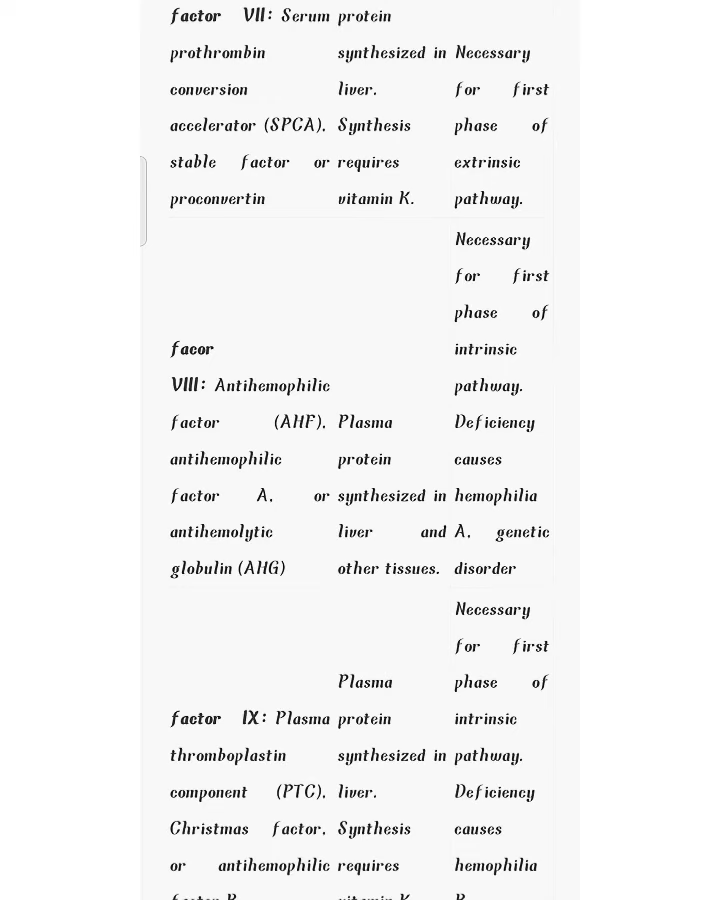 factor VII: Serum
prothrombin
conversion
accelerator (SPCA),
stable factor or
proconvertin
protein
synthesized in
liver.
Synthesis
requires
vitamin K.
Necessary
for first
phase of
extrinsic
pathway.
facor
VIII: Antihemophilic
factor (AHF),
antihemophilic
factor A, or
antihemolytic
globulin (AHG)
Plasma
protein
synthesized in
liver and
other tissues.
Necessary
for first
phase of
intrinsic
pathway.
Deficiency
causes
hemophilia
A, genetic
disorder
factor IX: Plasma
thromboplastin
component (PTC),
Christmas factor,
or antihemophilic
Plasma
protein
synthesized in
liver.
Synthesis
requires
Necessary
for first
phase of
intrinsic
pathway.
Deficiency
causes
hemophilia